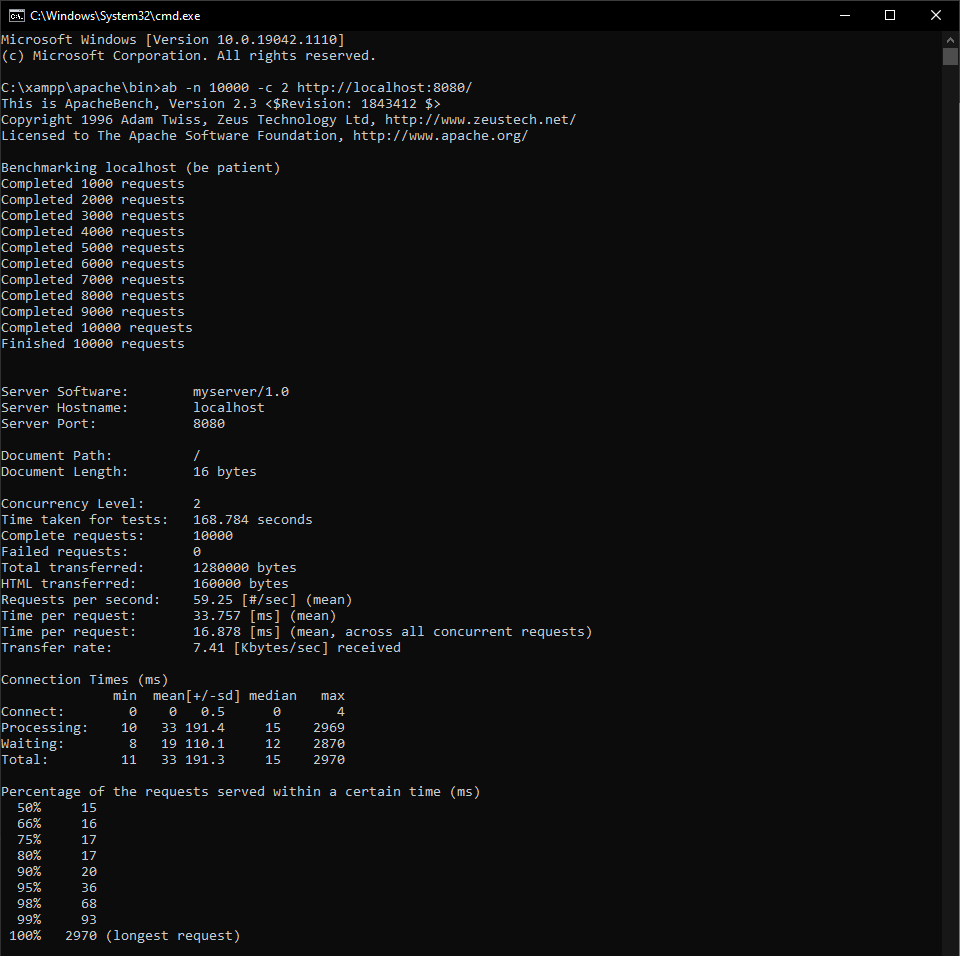 C:\Windows\System32\cmd.exe
Microsoft Windows [Version 10.0.19042.1110]
(c) Microsoft Corporation. All rights reserved.
C:\xampp\apache\bin>ab -n 10000 -c 2 http://localhost:8080/
This is ApacheBench, Version 2.3 <$Revision: 1843412 $>
Copyright 1996 Adam Twiss, Zeus Technology Ltd, http://www.zeustech.net/
Licensed to The Apache Software Foundation, http://www.apache.org/
Benchmarking localhost (be patient)
Completed 1000 requests
Completed 2000 requests
Completed 3000 requests
Completed 4000 requests
Completed 5000 requests
Completed 6000 requests
Completed 7000 requests
Completed 8000 requests
Completed 9000 requests
Completed 10000 requests
Finished 10000 requests
Server Software:        myserver/1.0
Server Hostname:        localhost
Server Port:            8080
Document Path:          /
Document Length:        16 bytes
Concurrency Level:      2
Time taken for tests:   168.784 seconds
Complete requests:      10000
Failed requests:        0
Total transferred:      1280000 bytes
HTML transferred:       160000 bytes
Requests per second:    59.25 [#/sec] (mean)
Time per request:       33.757 [ms] (mean)
Time per request:       16.878 [ms] (mean, across all concurrent requests)
Transfer rate:          7.41 [Kbytes/sec] received
Connection Times (ms)
              min  mean[+/-sd] median   max
Connect:        0    0   0.5      0       4
Processing:    10   33 191.4     15    2969
Waiting:        8   19 110.1     12    2870
Total:         11   33 191.3     15    2970
Percentage of the requests served within a certain time (ms)
  50%     15
  66%     16
  75%     17
  80%     17
  90%     20
  95%     36
  98%     68
  99%     93
 100%   2970 (longest request)